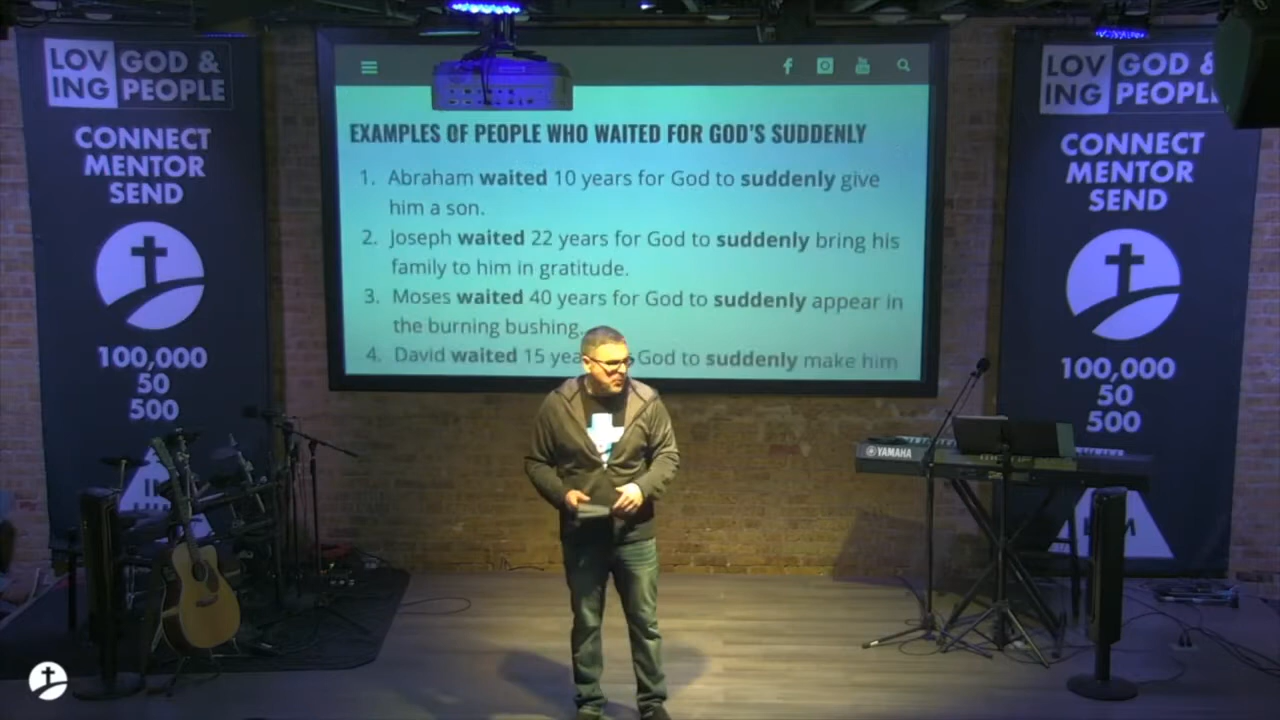 LOV
ING
GOD &
PEOPLE
CONNECT
MENTOR
SEND
100,000
50
500
EXAMPLES OF PEOPLE WHO WAITED FOR GOD'S SUDDENLY
1. Abraham waited 10 years for God to suddenly give
him a son.
2. Joseph waited 22 years for God to suddenly bring his
family to him in gratitude.
3. Moses waited 40 years for God to suddenly appear in
the burning bushing.
4. David waited 15 God to suddenly make him
LOV
ING
GOD &
PEOPLE
CONNECT
MENTOR
SEND
100,000
50
500
YAMAHA